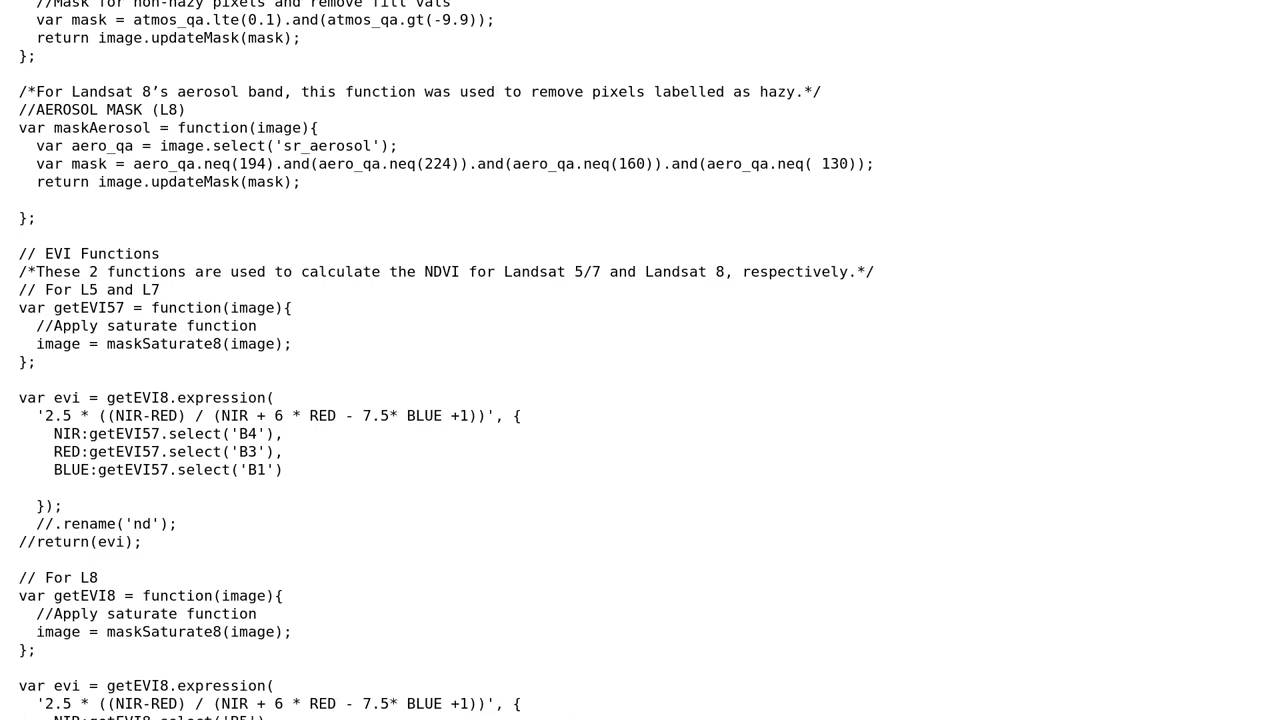 //Mask for non-hazy pixels and remove fill vals
var mask = atmos_qa.lte(0.1).and(atmos_qa.gt(-9.9));
return image.updateMask(mask);
};
/*For Landsat 8’s aerosol band, this function was used to remove pixels labelled as hazy.*/
//AEROSOL MASK (L8)
var maskAerosol = function(image){
var aero_qa = image.select('sr_aerosol');
var mask = aero_qa.neq(194).and(aero_qa.neq(224)).and(aero_qa.neq(160)).and(aero_qa.neq( 130));
return image.updateMask(mask);
};
// EVI Functions
/*These 2 functions are used to calculate the NDVI for Landsat 5/7 and Landsat 8, respectively.*/
// For L5 and L7
var getEVI57 = function(image){
//Apply saturate function
image = maskSaturate8(image);
};
var evi = getEVI8.expression(
'2.5 * ((NIR-RED) / (NIR + 6 * RED - 7.5* BLUE +1))', {
NIR:getEVI57.select('B4'),
RED:getEVI57.select('B3'),
BLUE:getEVI57.select('B1')
});
//.rename('nd');
//return(evi);
// For L8
var getEVI8 = function(image){
//Apply saturate function
image = maskSaturate8(image);
};
var evi = getEVI8.expression(
'2.5 * ((NIR-RED) / (NIR + 6 * RED - 7.5* BLUE +1))', {
NIR:getEVI8.select('B5'),